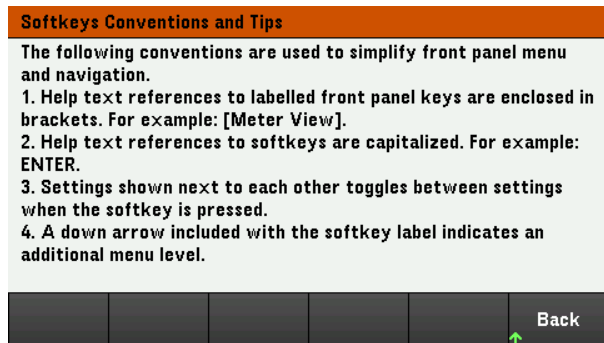 Softkeys Conventions and Tips
The following conventions are used to simplify front panel menu
and navigation.
1. Help text references to labelled front panel keys are enclosed in
brackets. For example: [Meter View].
2. Help text references to softkeys are capitalized. For example:
ENTER.
3. Settings shown next to each other toggles between settings
when the softkey is pressed.
4. A down arrow included with the softkey label indicates an
additional menu level.
Back